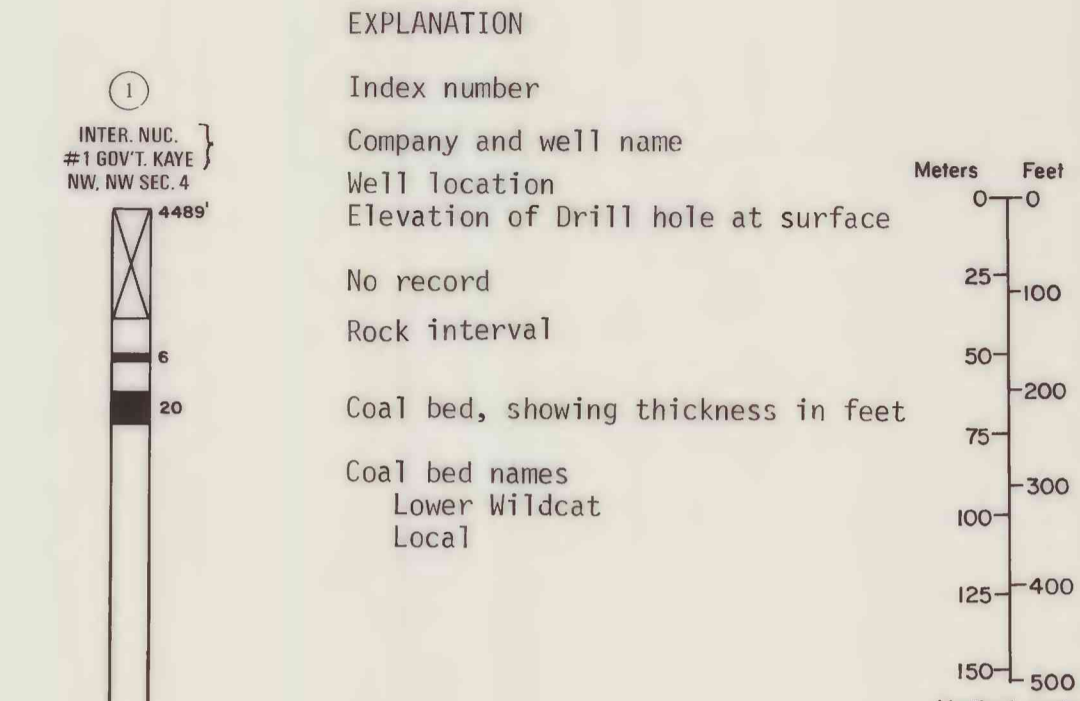 EXPLANATION
1
Index number
INTER. NUC.
#1 GOV'T. KAYE
Company and well name
NW, NW SEC. 4
Well location
4489'
Elevation of Drill hole at surface
No record
Rock interval
6
20
Coal bed, showing thickness in feet
Coal bed names
Lower Wildcat
Local
Meters Feet
0 0
25
100
50
200
75
300
100
400
125
150
500